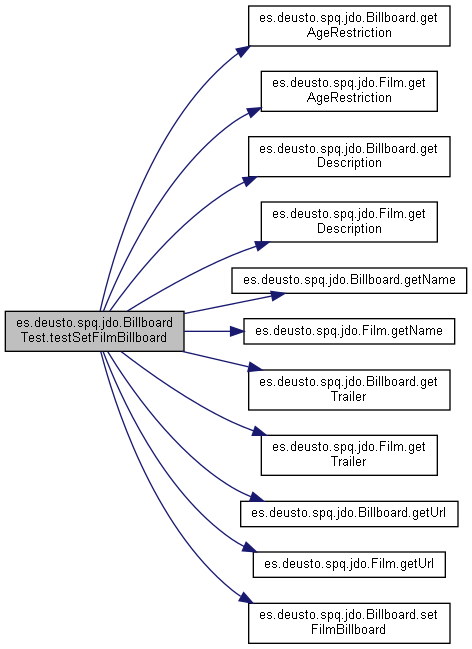 es.deusto.spq.jdo.Billboard.get
AgeRestriction
es.deusto.spq.jdo.Film.get
AgeRestriction
es.deusto.spq.jdo.Billboard.get
Description
es.deusto.spq.jdo.Film.get
Description
es.deusto.spq.jdo.Billboard.getName
es.deusto.spq.jdo.Billboard
Test.testSetFilmBillboard
es.deusto.spq.jdo.Film.getName
es.deusto.spq.jdo.Billboard.get
Trailer
es.deusto.spq.jdo.Film.get
Trailer
es.deusto.spq.jdo.Billboard.getUrl
es.deusto.spq.jdo.Film.getUrl
es.deusto.spq.jdo.Billboard.set
FilmBillboard